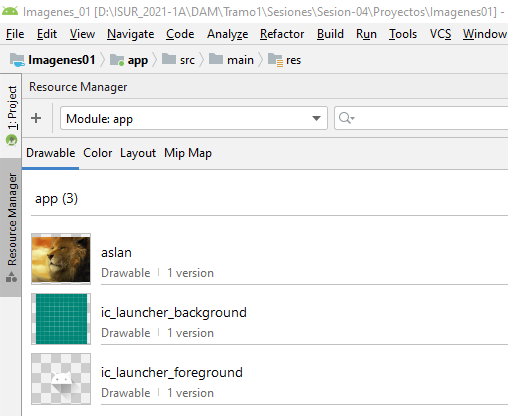 Imagenes_01 [D:\ISUR_2021-1A\DAM\Tramo1\Sesiones\Sesion-04\Proyectos\Imagenes01] -
File Edit View Navigate Code Analyze Refactor Build Run Tools VCS Window
Imagenes01 app src main res
1: Project
Resource Manager
Resource Manager
Module: app
Drawable Color Layout Mip Map
app (3)
aslan
Drawable | 1 version
ic_launcher_background
Drawable | 1 version
ic_launcher_foreground
Drawable | 1 version